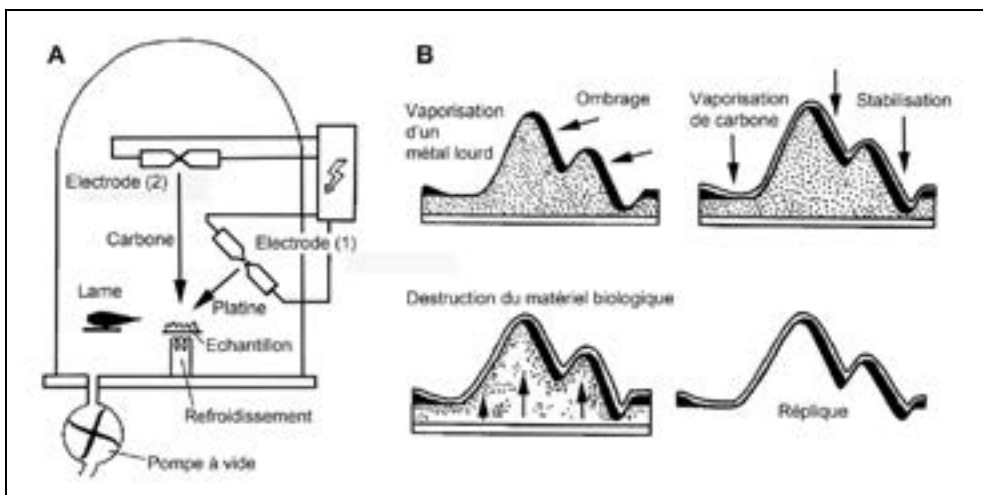 A
Electrode (2)
Carbone
Electrode (1)
Lame
Platine
Echantillon
Refroidissement
Pompe à vide
B
Vaporisation
d'un
métal lourd
Ombrage
Vaporisation
de carbone
Stabilisation
Destruction du matériel biologique
Réplique